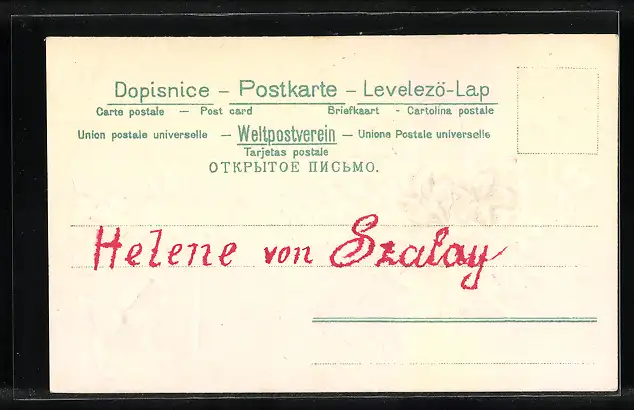 Dopisnice – Postkarte – Levelező-Lap
Carte postale — Post card Briefkaart - Cartolina postale
Union postale universelle — Weltpostverein — Unione Postale universelle
Tarjetas postale
ОТКРЫТОЕ ПИСЬМО.
Helene von Szalay